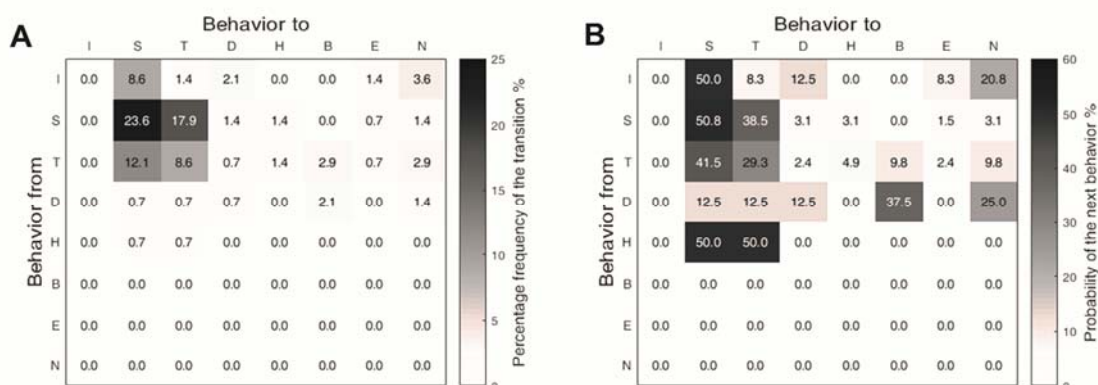 A
Behavior to
I S T D H B E N
Behavior from
I 0.0 8.6 1.4 2.1 0.0 0.0 1.4 3.6
S 0.0 23.6 17.9 1.4 1.4 0.0 0.7 1.4
T 0.0 12.1 8.6 0.7 1.4 2.9 0.7 2.9
D 0.0 0.7 0.7 0.7 0.0 2.1 0.0 1.4
H 0.0 0.7 0.7 0.0 0.0 0.0 0.0 0.0
B 0.0 0.0 0.0 0.0 0.0 0.0 0.0 0.0
E 0.0 0.0 0.0 0.0 0.0 0.0 0.0 0.0
N 0.0 0.0 0.0 0.0 0.0 0.0 0.0 0.0
25
20
15
10
5
0
Percentage frequency of the transition %
B
Behavior to
I S T D H B E N
Behavior from
I 0.0 50.0 8.3 12.5 0.0 0.0 8.3 20.8
S 0.0 50.8 38.5 3.1 3.1 0.0 1.5 3.1
T 0.0 41.5 29.3 2.4 4.9 9.8 2.4 9.8
D 0.0 12.5 12.5 12.5 0.0 37.5 0.0 25.0
H 0.0 50.0 50.0 0.0 0.0 0.0 0.0 0.0
B 0.0 0.0 0.0 0.0 0.0 0.0 0.0 0.0
E 0.0 0.0 0.0 0.0 0.0 0.0 0.0 0.0
N 0.0 0.0 0.0 0.0 0.0 0.0 0.0 0.0
60
50
40
30
20
10
0
Probability of the next behavior %